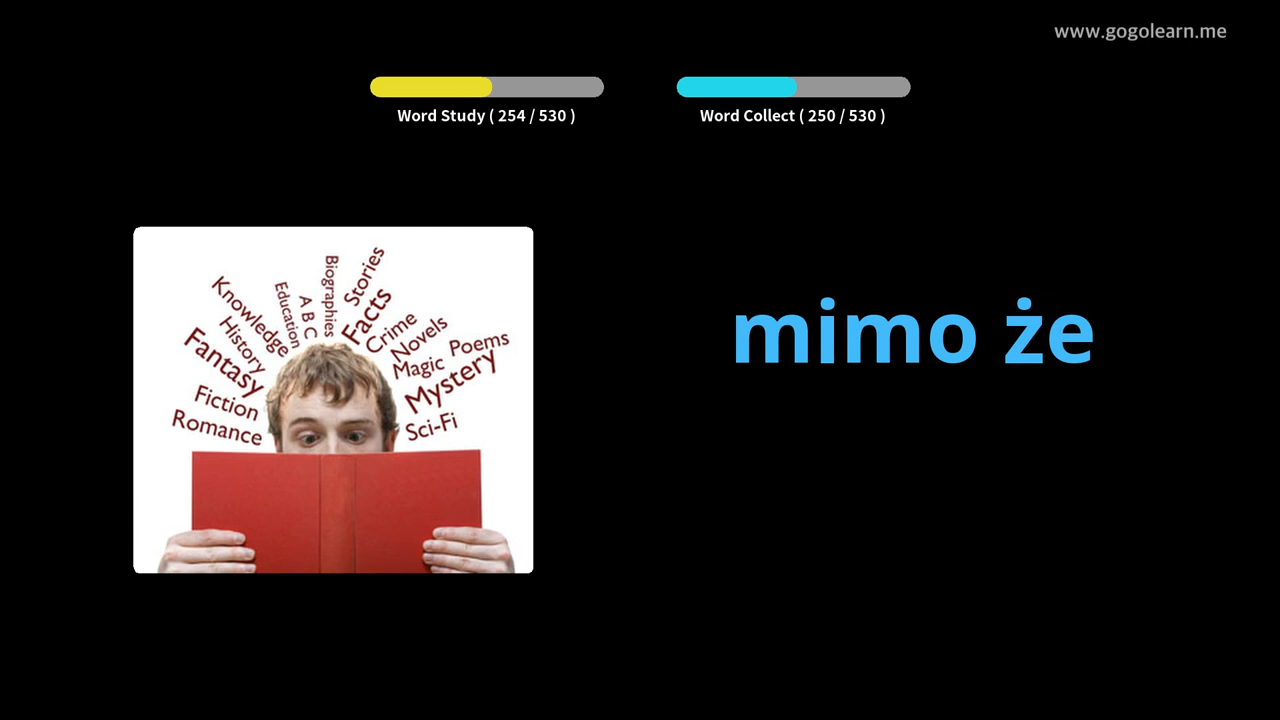 www.gogolearn.me
Word Study ( 254 / 530 )
Word Collect ( 250 / 530 )
mimo że
Knowledge
History
Fantasy
Fiction
Romance
Education
A B C
Biographies
Stories
Facts
Crime
Novels
Magic
Poems
Mystery
Sci-Fi